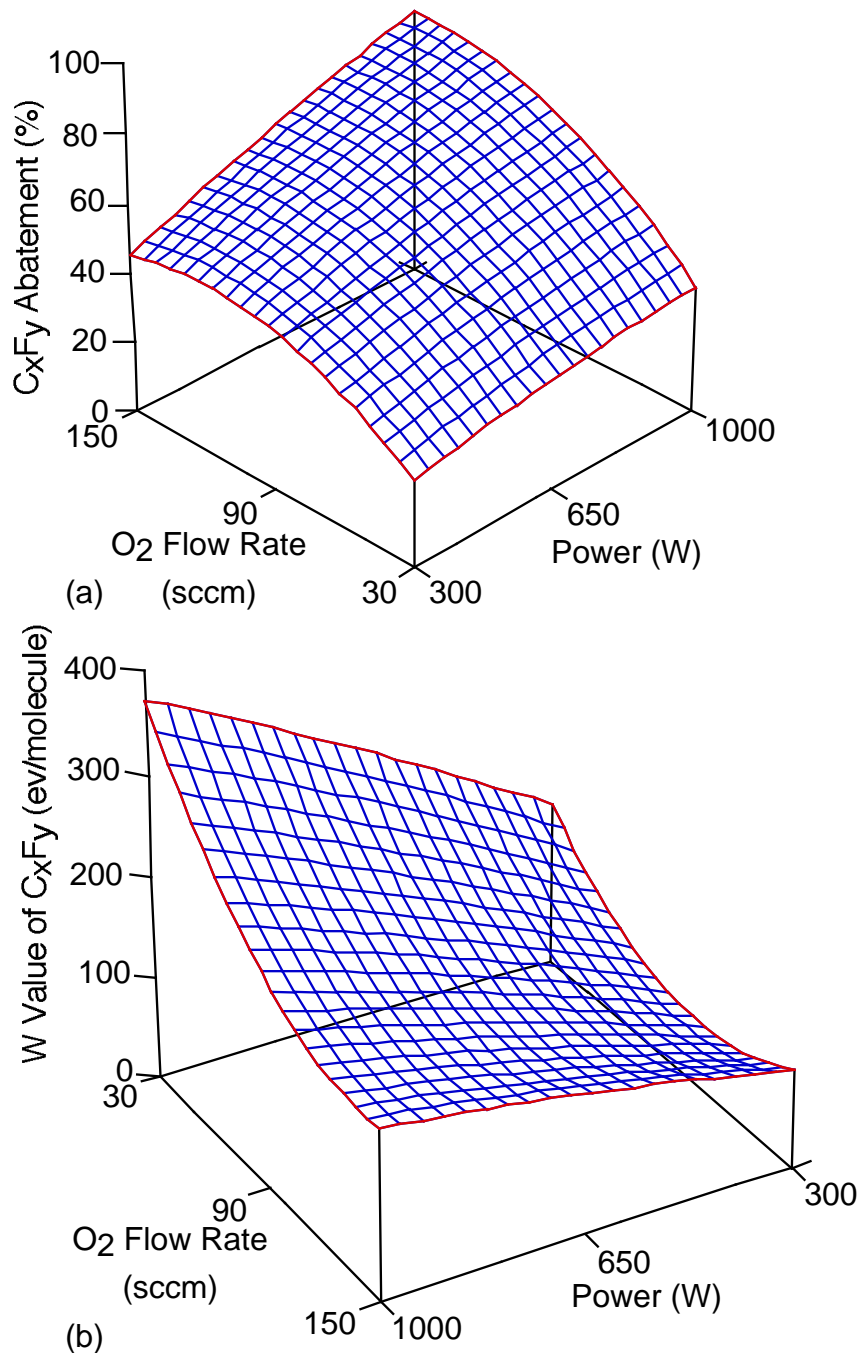 100
80
60
40
20
0
CxFy Abatement (%)
150
90
30
O2 Flow Rate
(sccm)
300
650
1000
Power (W)
(a)
400
300
200
100
0
W Value of CxFy (ev/molecule)
30
90
150
O2 Flow Rate
(sccm)
1000
650
300
Power (W)
(b)